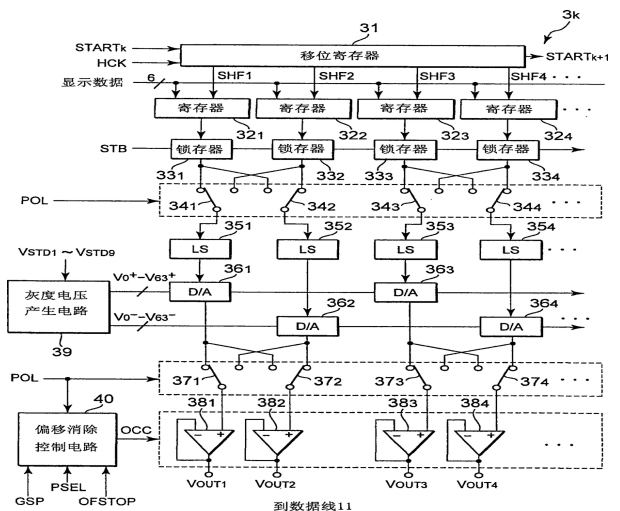 3k
31
STARTk
移位寄存器
STARTk+1
HCK
SHF1 SHF2 SHF3 SHF4 · · ·
显示数据 6
寄存器 寄存器 寄存器 寄存器 · · ·
321 322 323 324
STB 锁存器 锁存器 锁存器 锁存器
331 332 333 334
POL 341 342 343 344 · · ·
351 352 353 354
LS LS LS LS · · ·
VSTD1 ~ VSTD9
361 363
V0+-V63+ D/A D/A
灰度电压
产生电路
362 364
V0--V63- D/A D/A · · ·
39
POL 371 372 373 374 · · ·
40
381 382 383 384
偏移消除
控制电路
OCC
- + - + - + - + · · ·
VOUT1 VOUT2 VOUT3 VOUT4
GSP PSEL OFSTOP
到数据线11